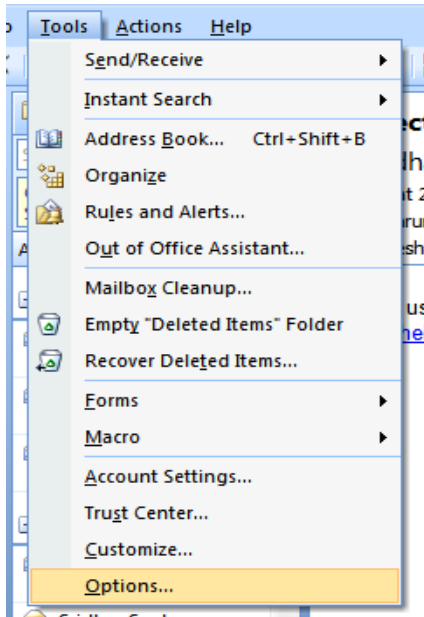 Tools Actions Help
Send/Receive
Instant Search
Address Book... Ctrl+Shift+B
Organize
Rules and Alerts...
Out of Office Assistant...
Mailbox Cleanup...
Empty "Deleted Items" Folder
Recover Deleted Items...
Forms
Macro
Account Settings...
Trust Center...
Customize...
Options...